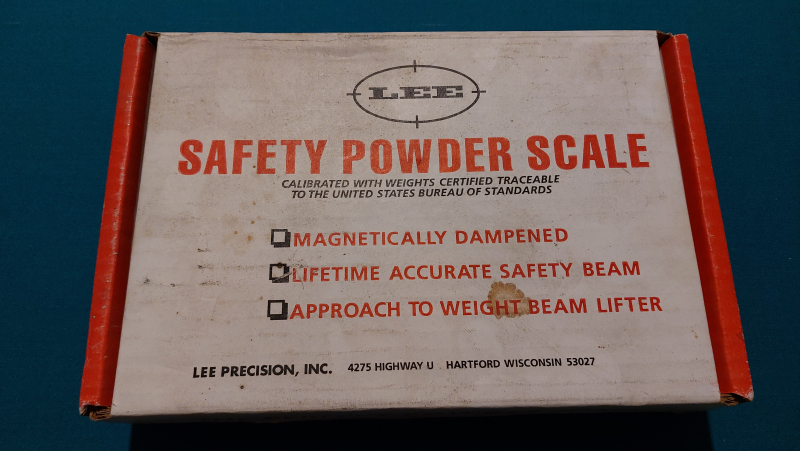 LEE
SAFETY POWDER SCALE
CALIBRATED WITH WEIGHTS CERTIFIED TRACEABLE
TO THE UNITED STATES BUREAU OF STANDARDS
MAGNETICALLY DAMPENED
LIFETIME ACCURATE SAFETY BEAM
APPROACH TO WEIGHT BEAM LIFTER
LEE PRECISION, INC. 4275 HIGHWAY U HARTFORD WISCONSIN 53027